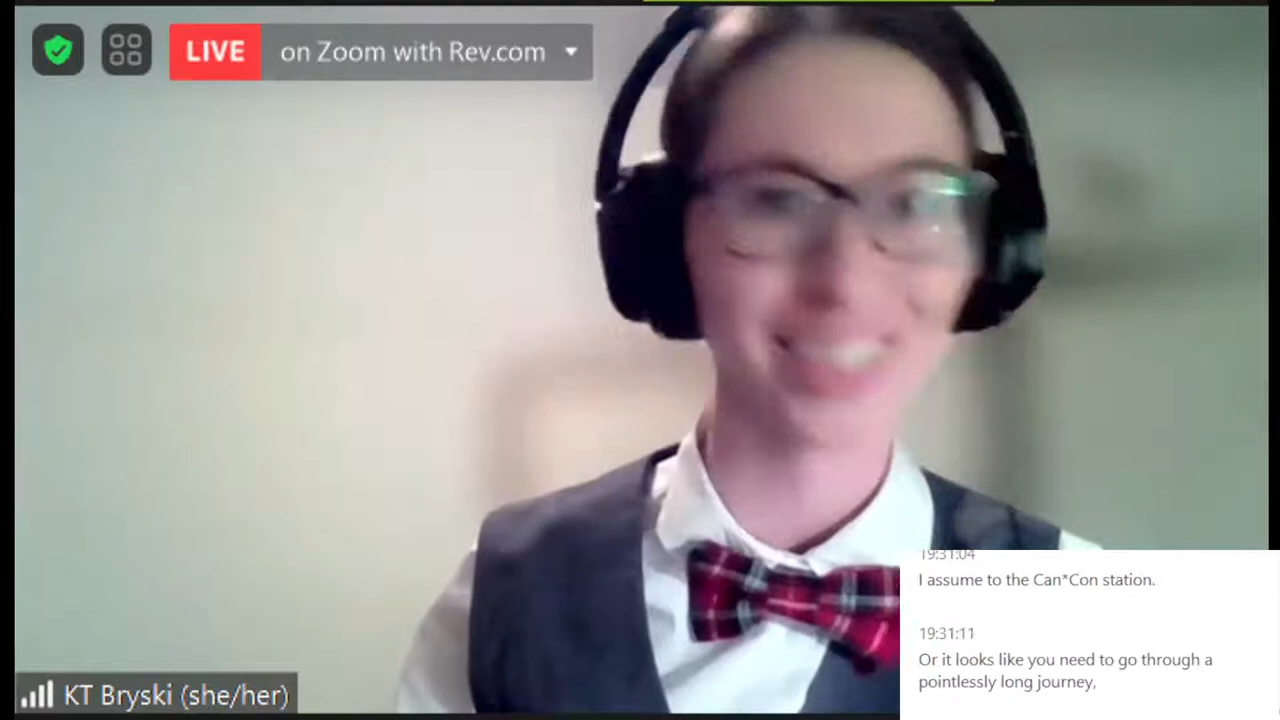 LIVE on Zoom with Rev.com
19:31:04
I assume to the Can*Con station.
19:31:11
Or it looks like you need to go through a
pointlessly long journey,
KT Bryski (she/her)